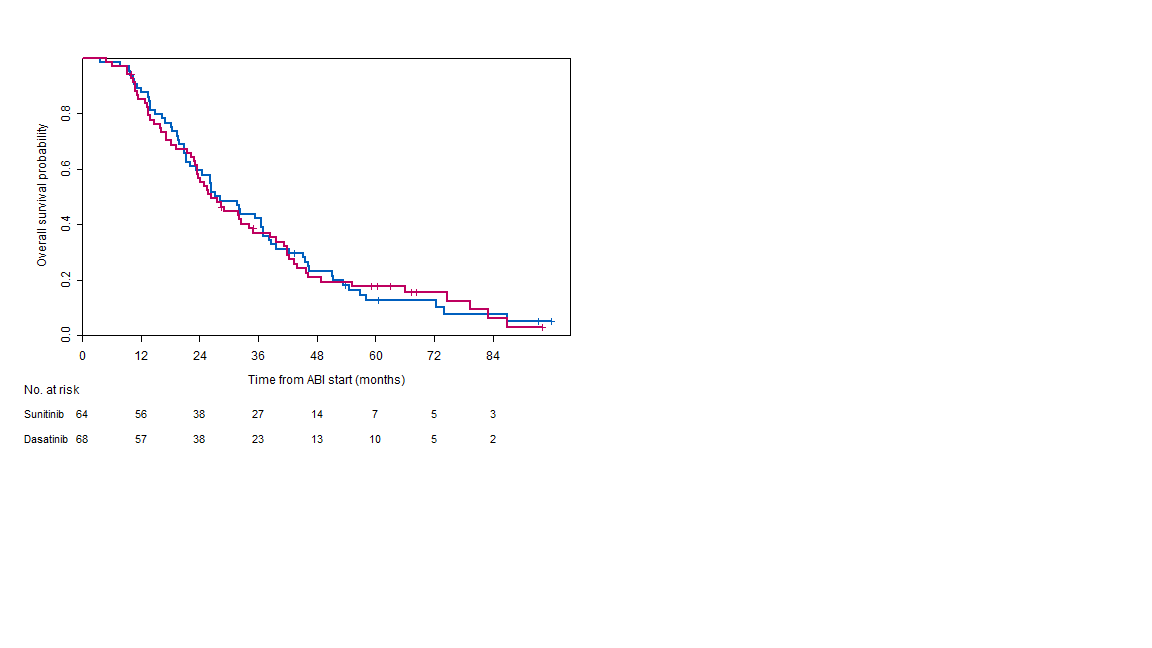 Overall survival probability
0.8
0.6
0.4
0.2
0.0
0 12 24 36 48 60 72 84
Time from ABI start (months)
No. at risk
Sunitinib 64 56 38 27 14 7 5 3
Dasatinib 68 57 38 23 13 10 5 2